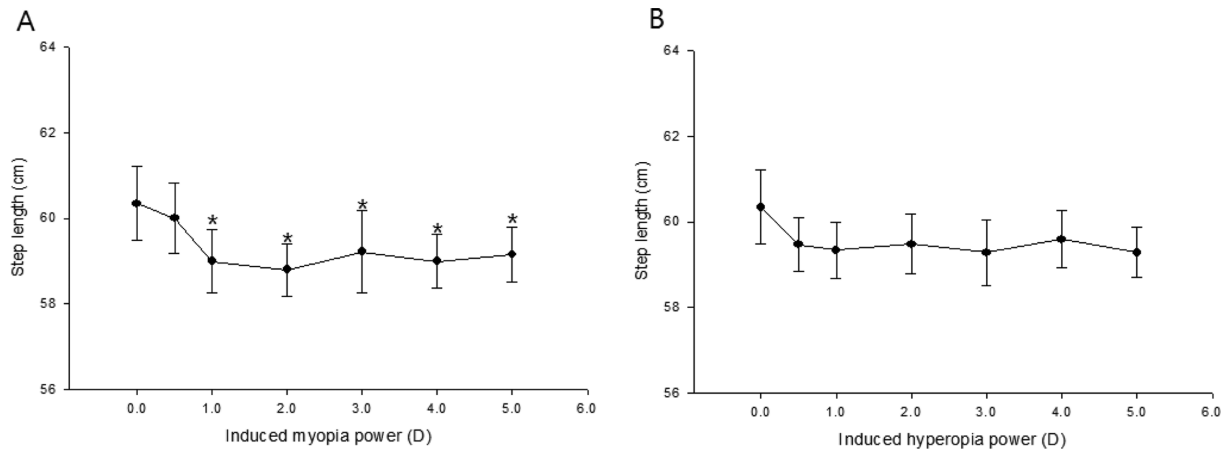 A
64
62
60
58
56
Step length (cm)
* * * * *
0.0 1.0 2.0 3.0 4.0 5.0 6.0
Induced myopia power (D)
B
64
62
60
58
56
Step length (cm)
0.0 1.0 2.0 3.0 4.0 5.0 6.0
Induced hyperopia power (D)